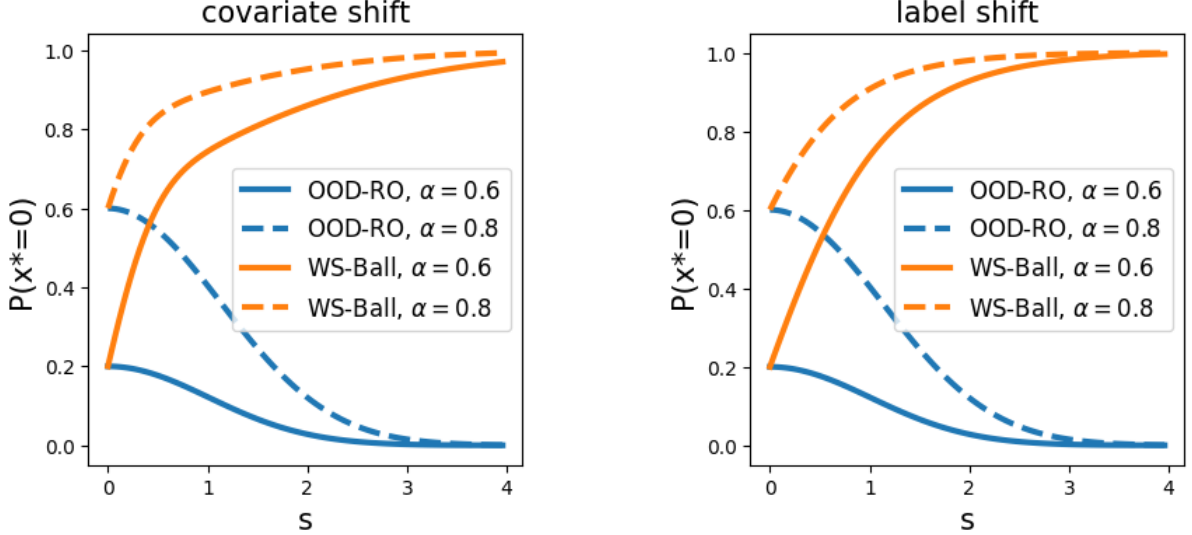 covariate shift
P(x*=0)
1.0
0.8
0.6
0.4
0.2
0.0
OOD-RO, α = 0.6
OOD-RO, α = 0.8
WS-Ball, α = 0.6
WS-Ball, α = 0.8
0 1 2 3 4
s
label shift
P(x*=0)
1.0
0.8
0.6
0.4
0.2
0.0
OOD-RO, α = 0.6
OOD-RO, α = 0.8
WS-Ball, α = 0.6
WS-Ball, α = 0.8
0 1 2 3 4
s